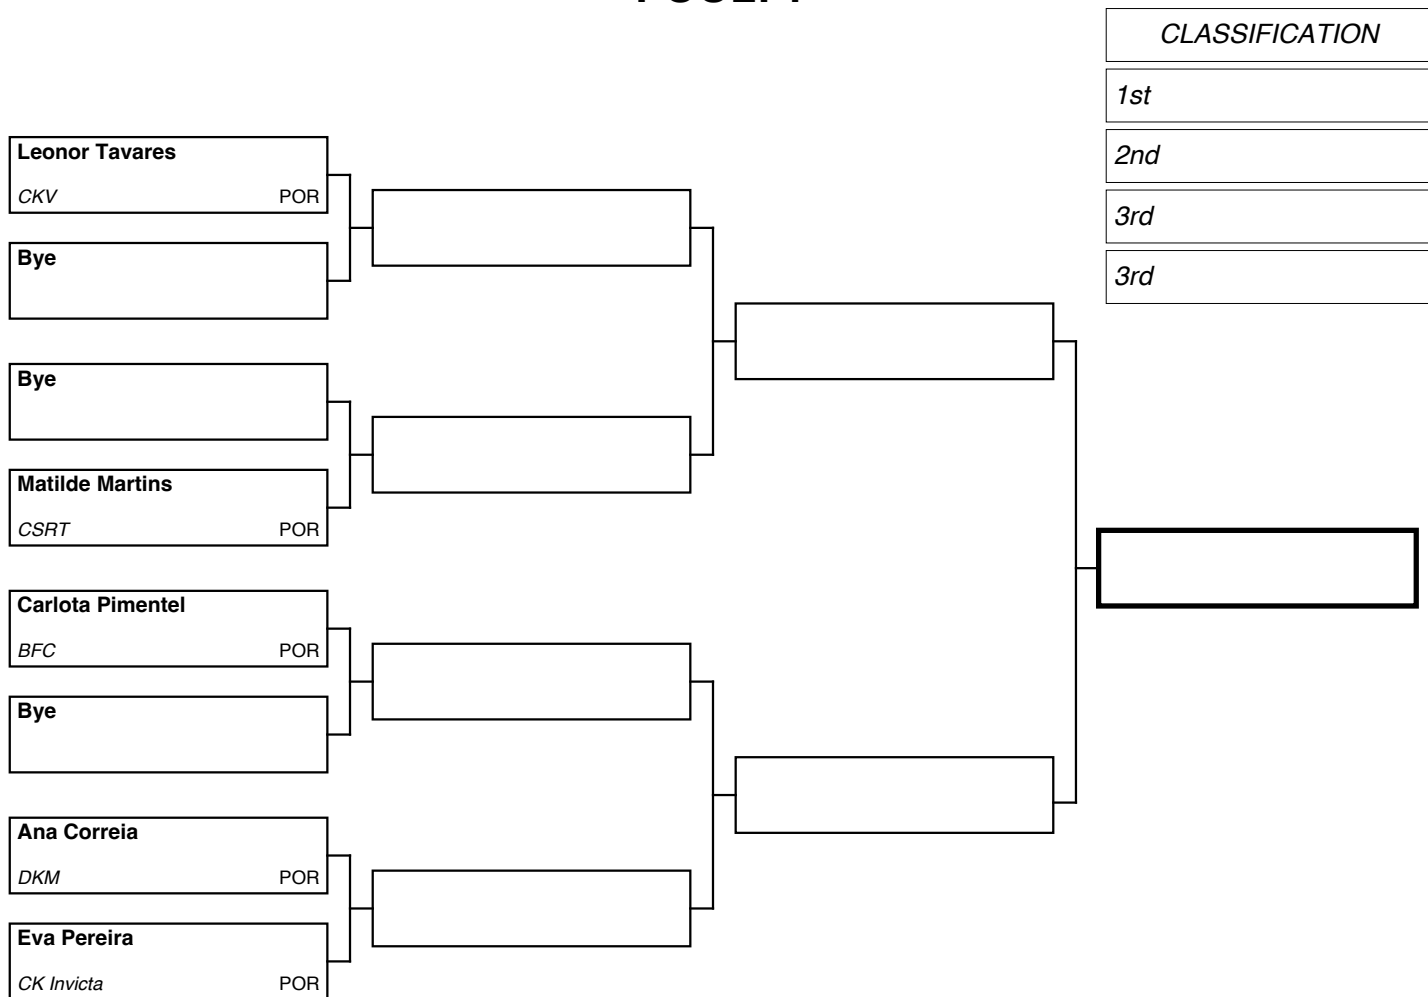 CLASSIFICATION
1st
2nd
3rd
3rd
Leonor Tavares
CKV POR
Bye
Bye
Matilde Martins
CSRT POR
Carlota Pimentel
BFC POR
Bye
Ana Correia
DKM POR
Eva Pereira
CK Invicta POR